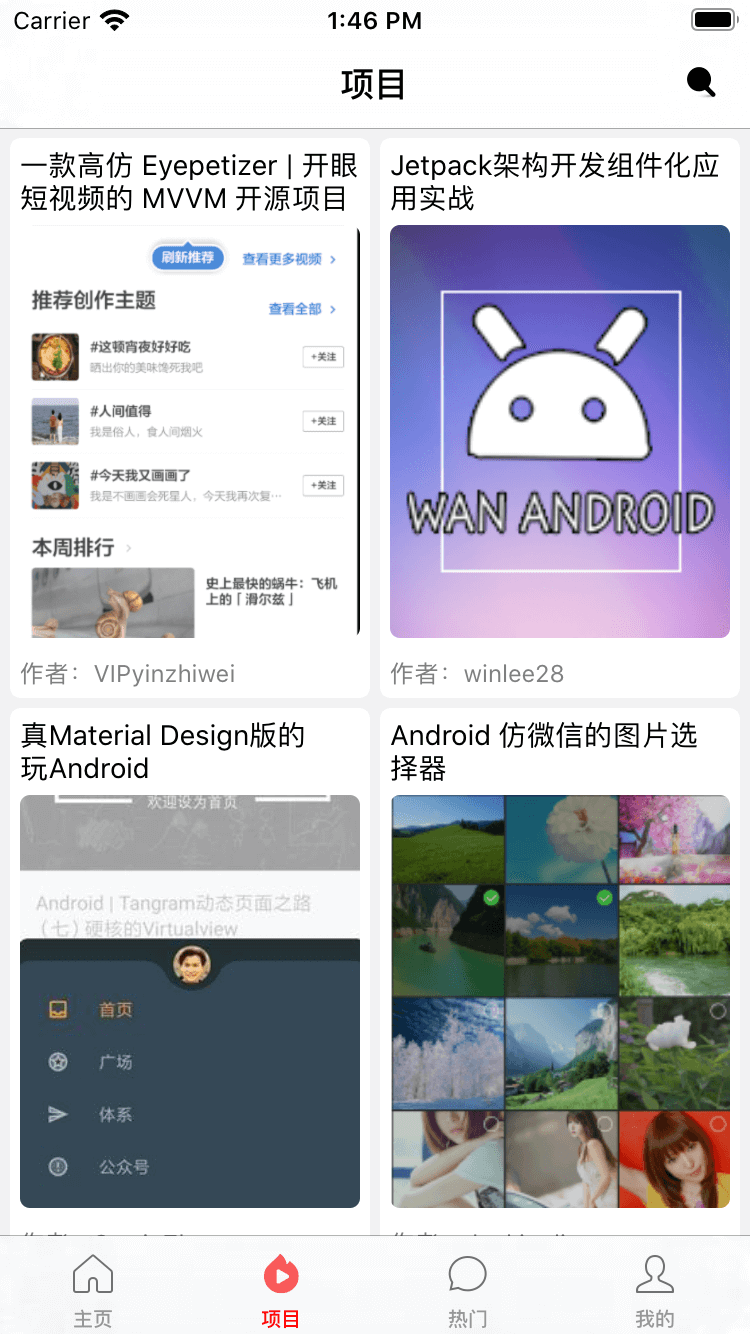 Carrier
1:46 PM
项目
一款高仿 Eyepetizer | 开眼
短视频的 MVVM 开源项目
刷新推荐
查看更多视频
推荐创作主题
查看全部
#这顿宵夜好好吃
晒出你的美味馋死我吧
+关注
#人间值得
我是俗人，食人间烟火
+关注
#今天我又画画了
我是不画画会死星人，今天我再次复…
+关注
本周排行
史上最快的蜗牛：飞机
上的「滑尔兹」
作者：VIPyinzhiwei
Jetpack架构开发组件化应
用实战
WAN ANDROID
作者：winlee28
真Material Design版的
玩Android
欢迎设为首页
Android | Tangram动态页面之路
（七）硬核的Virtualview
首页
广场
体系
公众号
Android 仿微信的图片选
择器
主页
项目
热门
我的